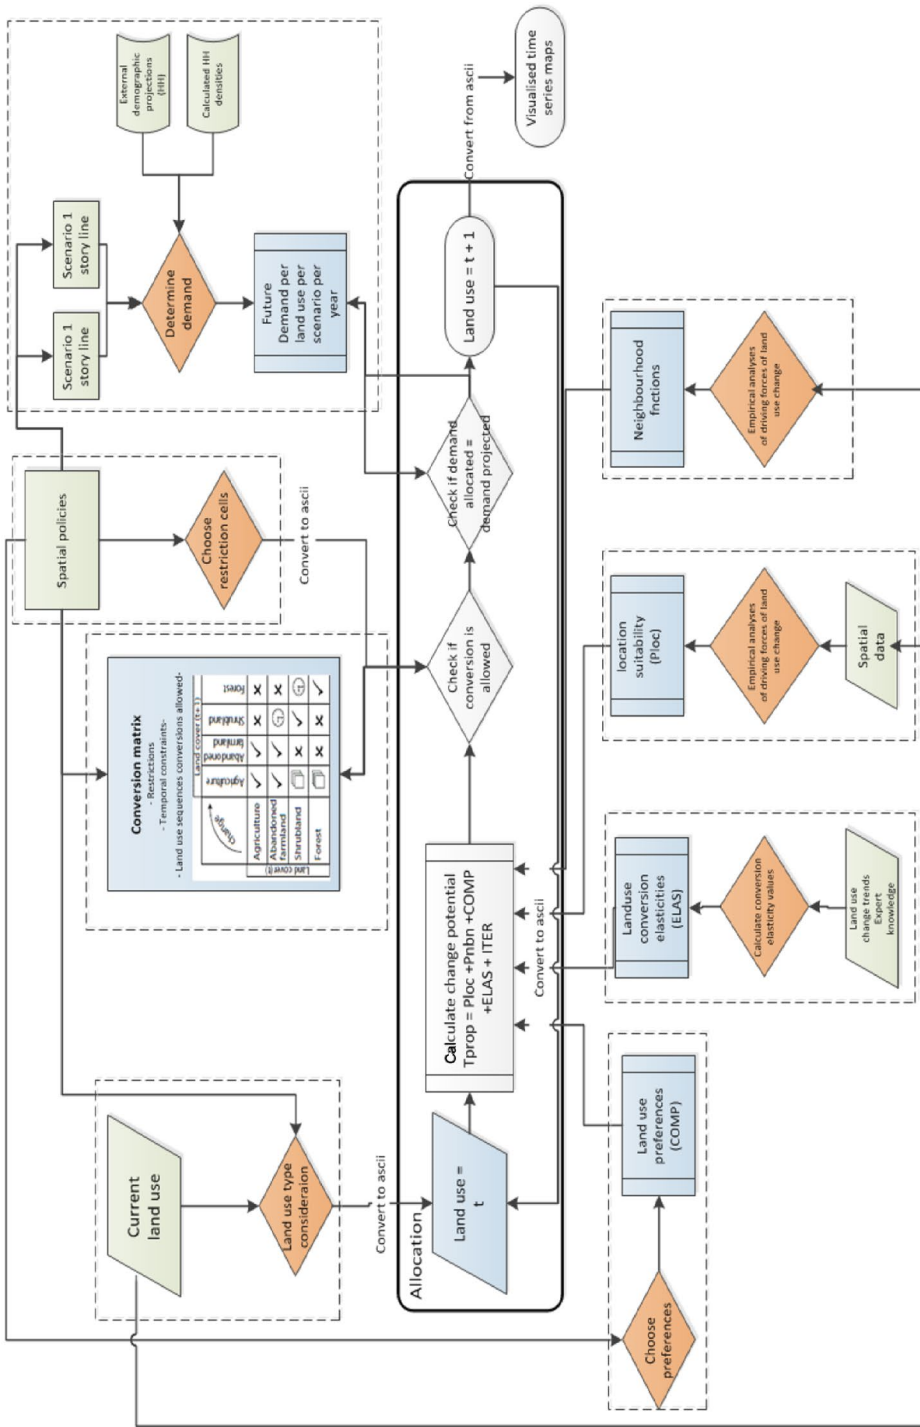 Current
land use
Land use type
consideraion
Convert to ascii
Conversion matrix
- Restrictions
- Temporal constraints-
- Land use sequences conversions allowed-
change
Land cover (t+1)
Agriculture
Abandoned
farmland
Shrubland
Forest
Land cover(t)
Agriculture
Abandoned
farmland
Shrubland
Forest
Spatial policies
Choose
restriction cells
Convert to ascii
Scenario 1
story line
Scenario 1
story line
Determine
demand
External
demographic
projections
(HH)
Calculated HH
densities
Future
Demand per
land use per
scenario per
year
Allocation
Land use =
t
Calculate change potential
Tprop = Ploc +Pnbn +COMP
+ELAS + ITER
Convert to ascii
Check if
conversion is
allowed
Check if demand
allocated =
demand projected
Land use = t + 1
Convert from ascii
Visualised time
series maps
Choose
preferences
Land use
preferences
(COMP)
Landuse
conversion
elasticities
(ELAS)
Calculate conversion
elasticity values
Land use
change trends
Expert
knowledge
location
suitability
(Ploc)
Empirical analyses
of driving forces of land
use change
Spatial
data
Neighbourhood
fnctions
Empirical analyses
of driving forces of land
use change